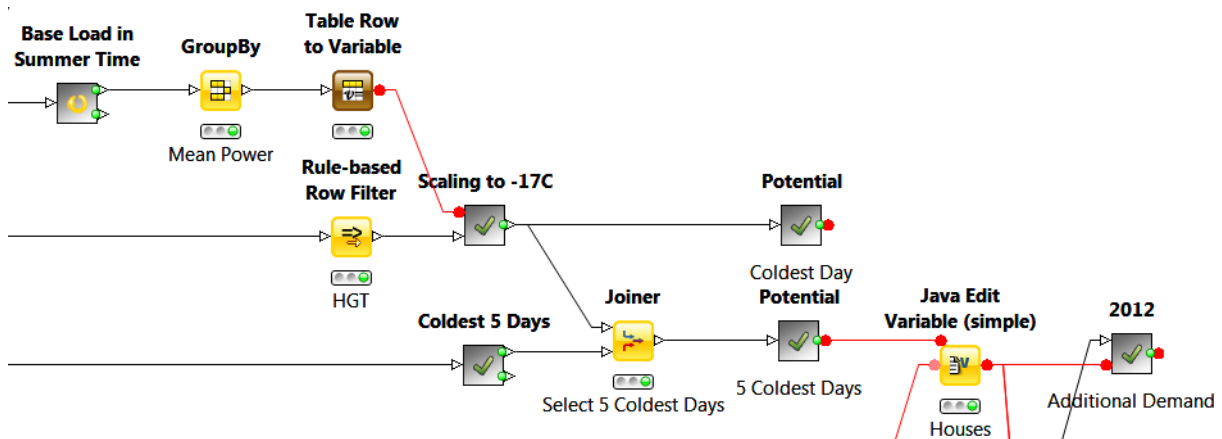 Base Load in
Summer Time
GroupBy
Mean Power
Table Row
to Variable
Rule-based
Row Filter
HGT
Scaling to -17C
Potential
Coldest Day
Coldest 5 Days
Joiner
Select 5 Coldest Days
Potential
5 Coldest Days
Java Edit
Variable (simple)
Houses
2012
Additional Demand